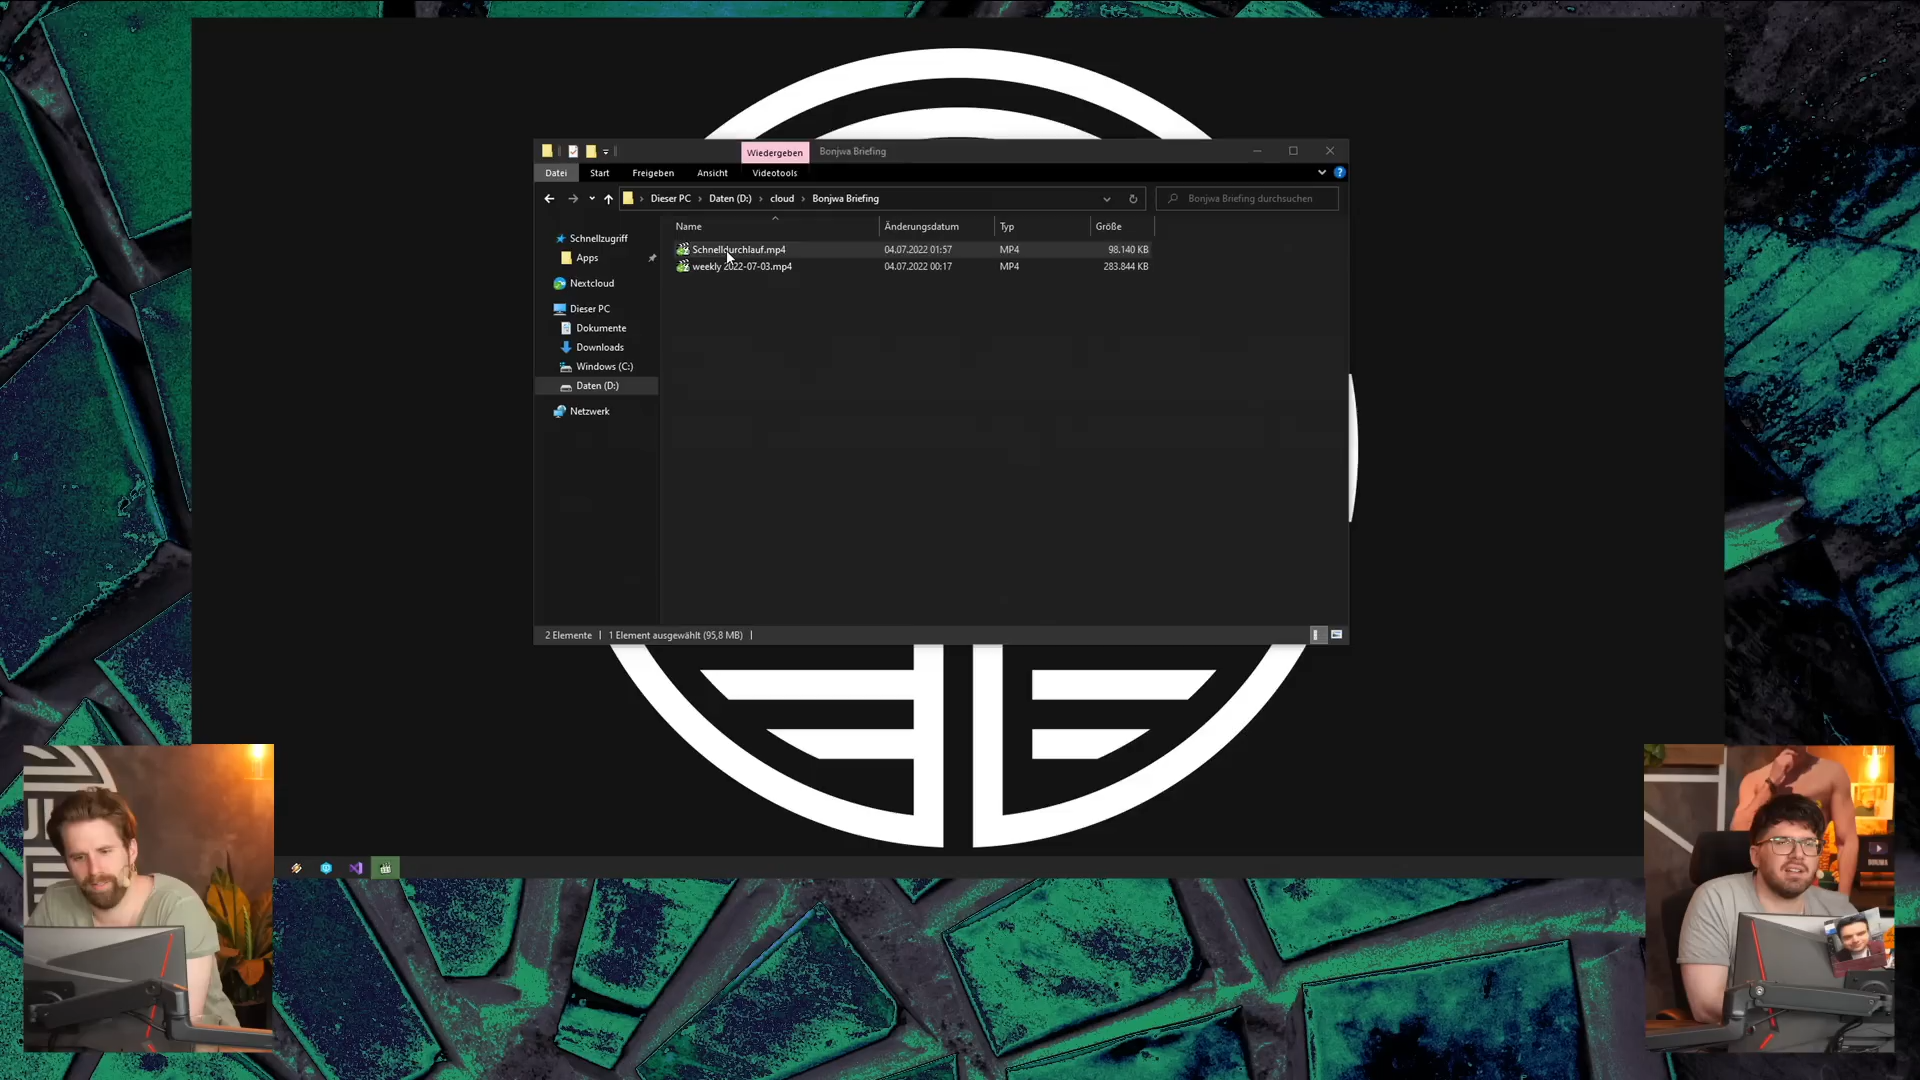 Wiedergeben Bonjwa Briefing
Datei Start Freigeben Ansicht Videotools
Dieser PC Daten (D:) cloud Bonjwa Briefing Bonjwa Briefing durchsuchen
Name Änderungsdatum Typ Größe
Schnelldurchlauf.mp4 04.07.2022 01:57 MP4 98.140 KB
weekly 2022-07-03.mp4 04.07.2022 00:17 MP4 283.844 KB
Schnellzugriff
Apps
Nextcloud
Dieser PC
Dokumente
Downloads
Windows (C:)
Daten (D:)
Netzwerk
2 Elemente 1 Element ausgewählt (95,8 MB)
BONJWA